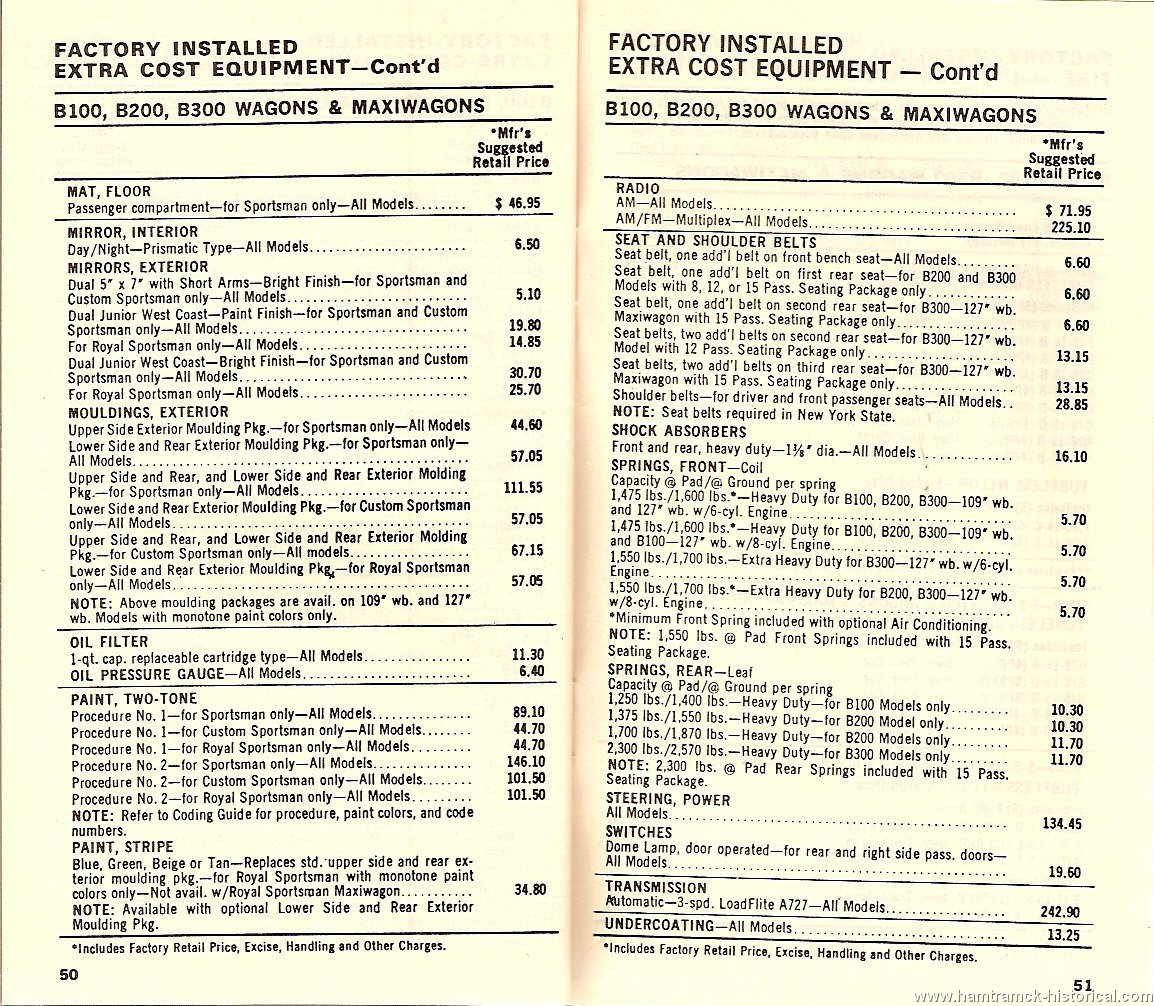 FACTORY INSTALLED
EXTRA COST EQUIPMENT—Cont'd
B100, B200, B300 WAGONS & MAXIWAGONS
*Mfr's
Suggested
Retail Price
MAT, FLOOR
Passenger compartment—for Sportsman only—All Models........ $ 46.95
MIRROR, INTERIOR
Day/Night—Prismatic Type—All Models........................ 6.50
MIRRORS, EXTERIOR
Dual 5" x 7" with Short Arms—Bright Finish—for Sportsman and
Custom Sportsman only—All Models........................... 5.10
Dual Junior West Coast—Paint Finish—for Sportsman and Custom
Sportsman only—All Models.................................. 19.80
For Royal Sportsman only—All Models......................... 14.85
Dual Junior West Coast—Bright Finish—for Sportsman and Custom
Sportsman only—All Models.................................. 30.70
For Royal Sportsman only—All Models......................... 25.70
MOULDINGS, EXTERIOR
Upper Side Exterior Moulding Pkg.—for Sportsman only—All Models 44.60
Lower Side and Rear Exterior Moulding Pkg.—for Sportsman only—
All Models.................................................. 57.05
Upper Side and Rear, and Lower Side and Rear Exterior Molding
Pkg.—for Sportsman only—All Models......................... 111.55
Lower Side and Rear Exterior Moulding Pkg.—for Custom Sportsman
only—All Models............................................ 57.05
Upper Side and Rear, and Lower Side and Rear Exterior Molding
Pkg.—for Custom Sportsman only—All models.................. 67.15
Lower Side and Rear Exterior Moulding Pkg.—for Royal Sportsman
only—All Models............................................ 57.05
NOTE: Above moulding packages are avail. on 109" wb. and 127"
wb. Models with monotone paint colors only.
OIL FILTER
1-qt. cap. replaceable cartridge type—All Models................ 11.30
OIL PRESSURE GAUGE—All Models......................... 6.40
PAINT, TWO-TONE
Procedure No. 1—for Sportsman only—All Models............... 89.10
Procedure No. 1—for Custom Sportsman only—All Models........ 44.70
Procedure No. 1—for Royal Sportsman only—All Models......... 44.70
Procedure No. 2—for Sportsman only—All Models............... 146.10
Procedure No. 2—for Custom Sportsman only—All Models........ 101.50
Procedure No. 2—for Royal Sportsman only—All Models......... 101.50
NOTE: Refer to Coding Guide for procedure, paint colors, and code
numbers.
PAINT, STRIPE
Blue, Green, Beige or Tan—Replaces std. upper side and rear ex-
terior moulding pkg.—for Royal Sportsman with monotone paint
colors only—Not avail. w/Royal Sportsman Maxiwagon........... 34.80
NOTE: Available with optional Lower Side and Rear Exterior
Moulding Pkg.
*Includes Factory Retail Price, Excise, Handling and Other Charges.
50
FACTORY INSTALLED
EXTRA COST EQUIPMENT — Cont'd
B100, B200, B300 WAGONS & MAXIWAGONS
*Mfr's
Suggested
Retail Price
RADIO
AM—All Models............................................. $ 71.95
AM/FM—Multiplex—All Models............................... 225.10
SEAT AND SHOULDER BELTS
Seat belt, one add'l belt on front bench seat—All Models......... 6.60
Seat belt, one add'l belt on first rear seat—for B200 and B300
Models with 8, 12, or 15 Pass. Seating Package only............. 6.60
Seat belt, one add'l belt on second rear seat—for B300—127" wb.
Maxiwagon with 15 Pass. Seating Package only.................. 6.60
Seat belts, two add'l belts on second rear seat—for B300—127" wb.
Model with 12 Pass. Seating Package only...................... 13.15
Seat belts, two add'l belts on third rear seat—for B300—127" wb.
Maxiwagon with 15 Pass. Seating Package only.................. 13.15
Shoulder belts—for driver and front passenger seats—All Models.. 28.85
NOTE: Seat belts required in New York State.
SHOCK ABSORBERS
Front and rear, heavy duty—1⅜" dia.—All Models.............. 16.10
SPRINGS, FRONT—Coil
Capacity @ Pad/@ Ground per spring
1,475 lbs./1,600 lbs.*—Heavy Duty for B100, B200, B300—109" wb.
and 127" wb. w/6-cyl. Engine................................. 5.70
1,475 lbs./1,600 lbs.*—Heavy Duty for B100, B200, B300—109" wb.
and B100—127" wb. w/8-cyl. Engine........................... 5.70
1,550 lbs./1,700 lbs.—Extra Heavy Duty for B300—127" wb. w/6-cyl.
Engine...................................................... 5.70
1,550 lbs./1,700 lbs.*—Extra Heavy Duty for B200, B300—127" wb.
w/8-cyl. Engine.............................................. 5.70
*Minimum Front Spring included with optional Air Conditioning.
NOTE: 1,550 lbs. @ Pad Front Springs included with 15 Pass.
Seating Package.
SPRINGS, REAR—Leaf
Capacity @ Pad/@ Ground per spring
1,250 lbs./1,400 lbs.—Heavy Duty—for B100 Models only......... 10.30
1,375 lbs./1,550 lbs.—Heavy Duty—for B200 Model only.......... 10.30
1,700 lbs./1,870 lbs.—Heavy Duty—for B200 Models only......... 11.70
2,300 lbs./2,570 lbs.—Heavy Duty—for B300 Models only......... 11.70
NOTE: 2,300 lbs. @ Pad Rear Springs included with 15 Pass.
Seating Package.
STEERING, POWER
All Models.................................................. 134.45
SWITCHES
Dome Lamp, door operated—for rear and right side pass. doors—
All Models.................................................. 19.60
TRANSMISSION
Automatic—3-spd. LoadFlite A727—All Models.................. 242.90
UNDERCOATING—All Models................................ 13.25
*Includes Factory Retail Price, Excise, Handling and Other Charges.
51
www.hamtramck-historical.com